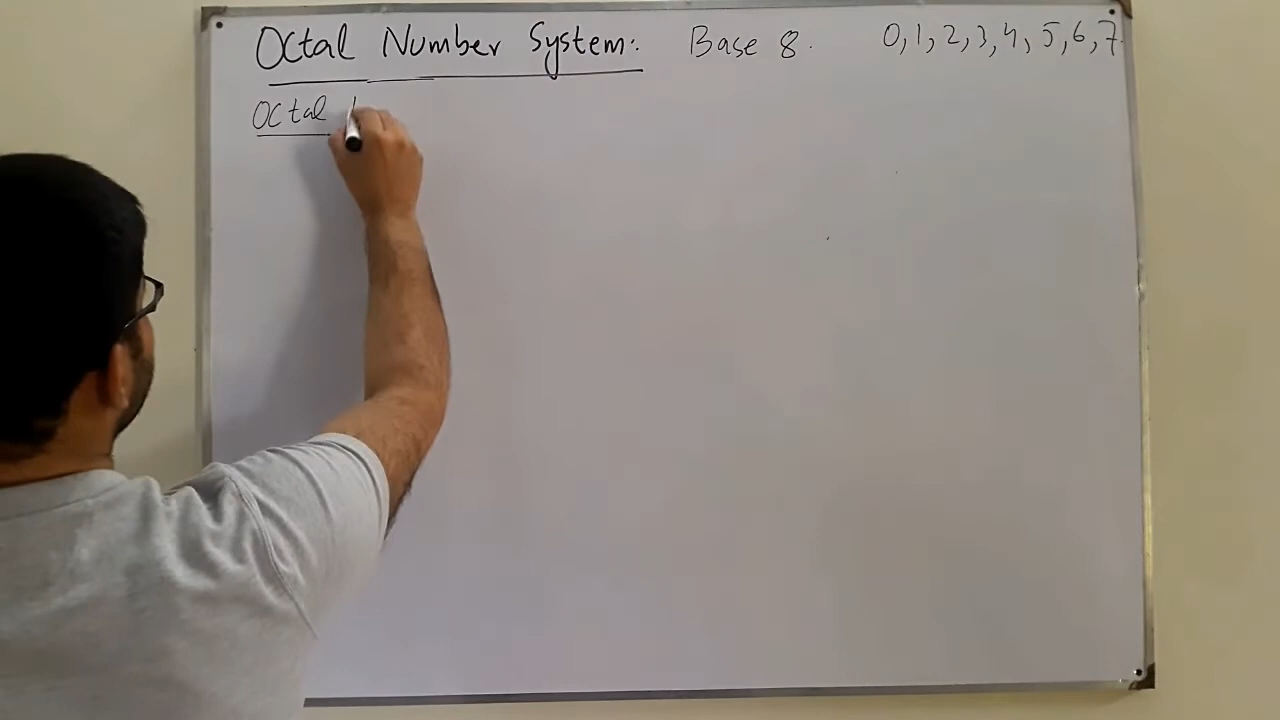 Octal Number System:. Base 8. 0, 1, 2, 3, 4, 5, 6, 7.
Octal